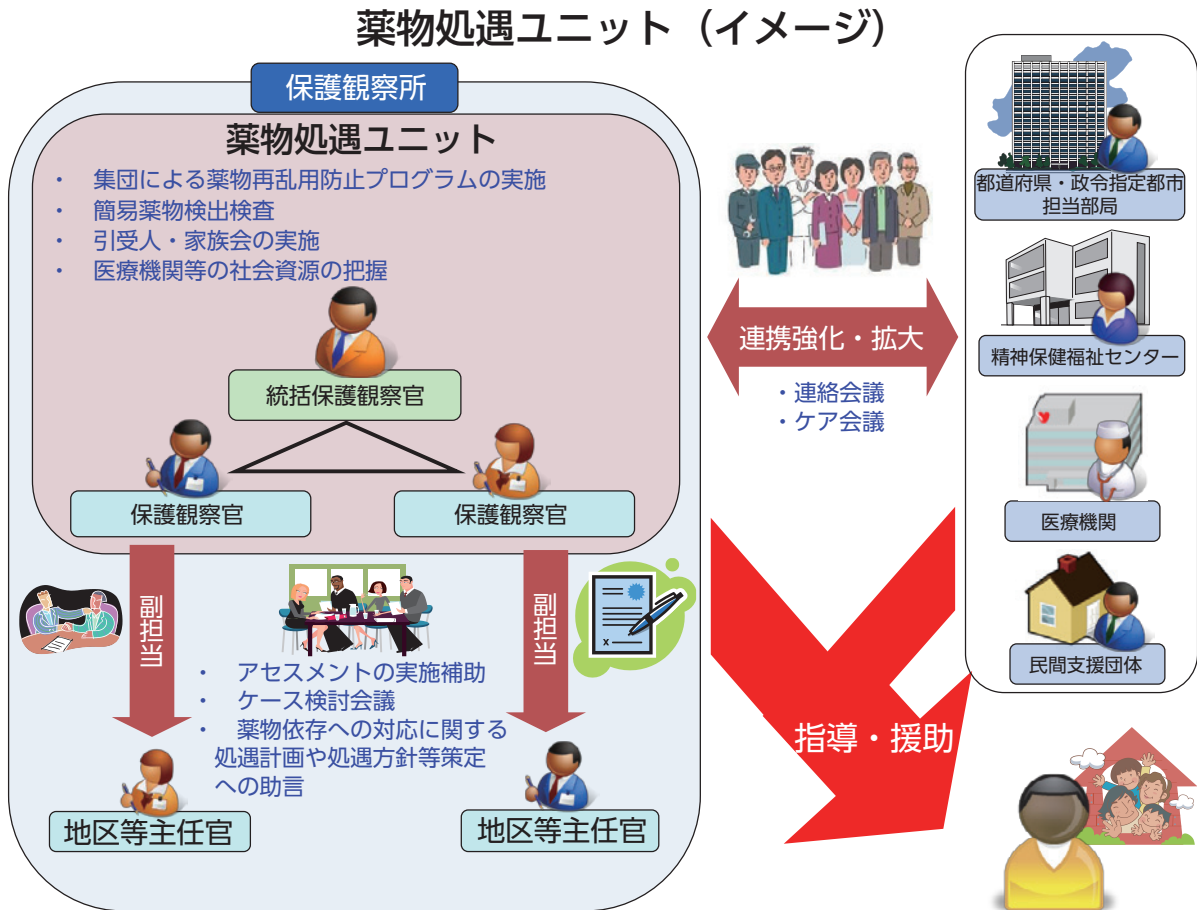 薬物処遇ユニット（イメージ）
保護観察所
薬物処遇ユニット
・ 集団による薬物再乱用防止プログラムの実施
・ 簡易薬物検出検査
・ 引受人・家族会の実施
・ 医療機関等の社会資源の把握
統括保護観察官
保護観察官
保護観察官
副担当
副担当
・ アセスメントの実施補助
・ ケース検討会議
・ 薬物依存への対応に関する
処遇計画や処遇方針等策定
への助言
地区等主任官
地区等主任官
連携強化・拡大
・連絡会議
・ケア会議
都道府県・政令指定都市
担当部局
精神保健福祉センター
医療機関
民間支援団体
指導・援助